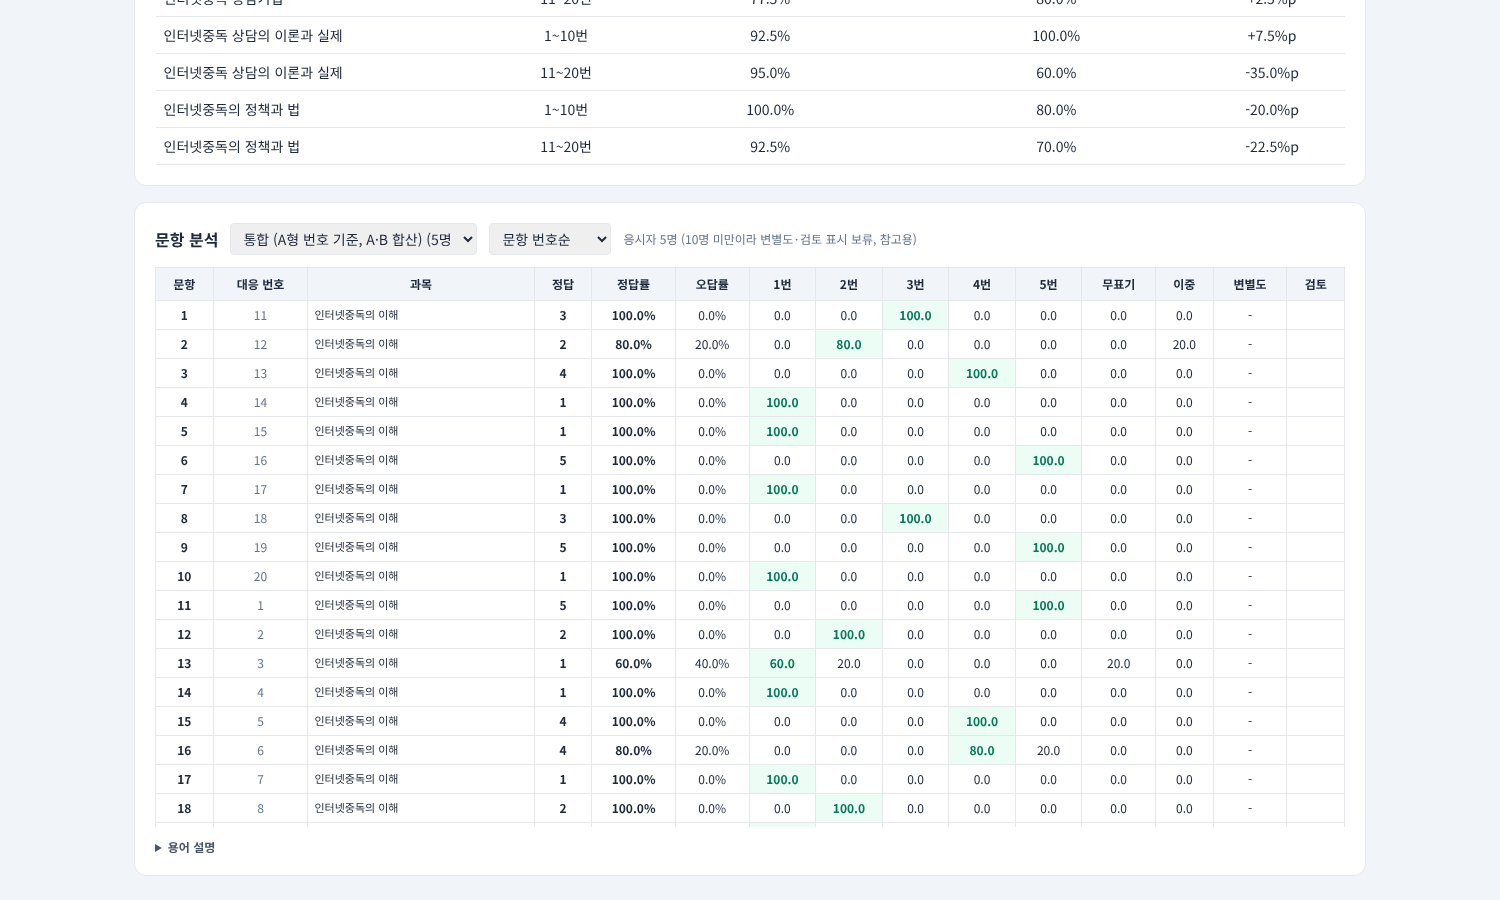 인터넷중독 상담의 이론과 실제 1~10번 92.5% 100.0% +7.5%p
인터넷중독 상담의 이론과 실제 11~20번 95.0% 60.0% -35.0%p
인터넷중독의 정책과 법 1~10번 100.0% 80.0% -20.0%p
인터넷중독의 정책과 법 11~20번 92.5% 70.0% -22.5%p
문항 분석 통합 (A형 번호 기준, A·B 합산) (5명 문항 번호순 응시자 5명 (10명 미만이라 변별도·검토 표시 보류, 참고용)
문항 대응 번호 과목 정답 정답률 오답률 1번 2번 3번 4번 5번 무표기 이중 변별도 검토
1 11 인터넷중독의 이해 3 100.0% 0.0% 0.0 0.0 100.0 0.0 0.0 0.0 0.0 -
2 12 인터넷중독의 이해 2 80.0% 20.0% 0.0 80.0 0.0 0.0 0.0 0.0 20.0 -
3 13 인터넷중독의 이해 4 100.0% 0.0% 0.0 0.0 0.0 100.0 0.0 0.0 0.0 -
4 14 인터넷중독의 이해 1 100.0% 0.0% 100.0 0.0 0.0 0.0 0.0 0.0 0.0 -
5 15 인터넷중독의 이해 1 100.0% 0.0% 100.0 0.0 0.0 0.0 0.0 0.0 0.0 -
6 16 인터넷중독의 이해 5 100.0% 0.0% 0.0 0.0 0.0 0.0 100.0 0.0 0.0 -
7 17 인터넷중독의 이해 1 100.0% 0.0% 100.0 0.0 0.0 0.0 0.0 0.0 0.0 -
8 18 인터넷중독의 이해 3 100.0% 0.0% 0.0 0.0 100.0 0.0 0.0 0.0 0.0 -
9 19 인터넷중독의 이해 5 100.0% 0.0% 0.0 0.0 0.0 0.0 100.0 0.0 0.0 -
10 20 인터넷중독의 이해 1 100.0% 0.0% 100.0 0.0 0.0 0.0 0.0 0.0 0.0 -
11 1 인터넷중독의 이해 5 100.0% 0.0% 0.0 0.0 0.0 0.0 100.0 0.0 0.0 -
12 2 인터넷중독의 이해 2 100.0% 0.0% 0.0 100.0 0.0 0.0 0.0 0.0 0.0 -
13 3 인터넷중독의 이해 1 60.0% 40.0% 60.0 20.0 0.0 0.0 0.0 20.0 0.0 -
14 4 인터넷중독의 이해 1 100.0% 0.0% 100.0 0.0 0.0 0.0 0.0 0.0 0.0 -
15 5 인터넷중독의 이해 4 100.0% 0.0% 0.0 0.0 0.0 100.0 0.0 0.0 0.0 -
16 6 인터넷중독의 이해 4 80.0% 20.0% 0.0 0.0 0.0 80.0 20.0 0.0 0.0 -
17 7 인터넷중독의 이해 1 100.0% 0.0% 100.0 0.0 0.0 0.0 0.0 0.0 0.0 -
18 8 인터넷중독의 이해 2 100.0% 0.0% 0.0 100.0 0.0 0.0 0.0 0.0 0.0 -
용어 설명